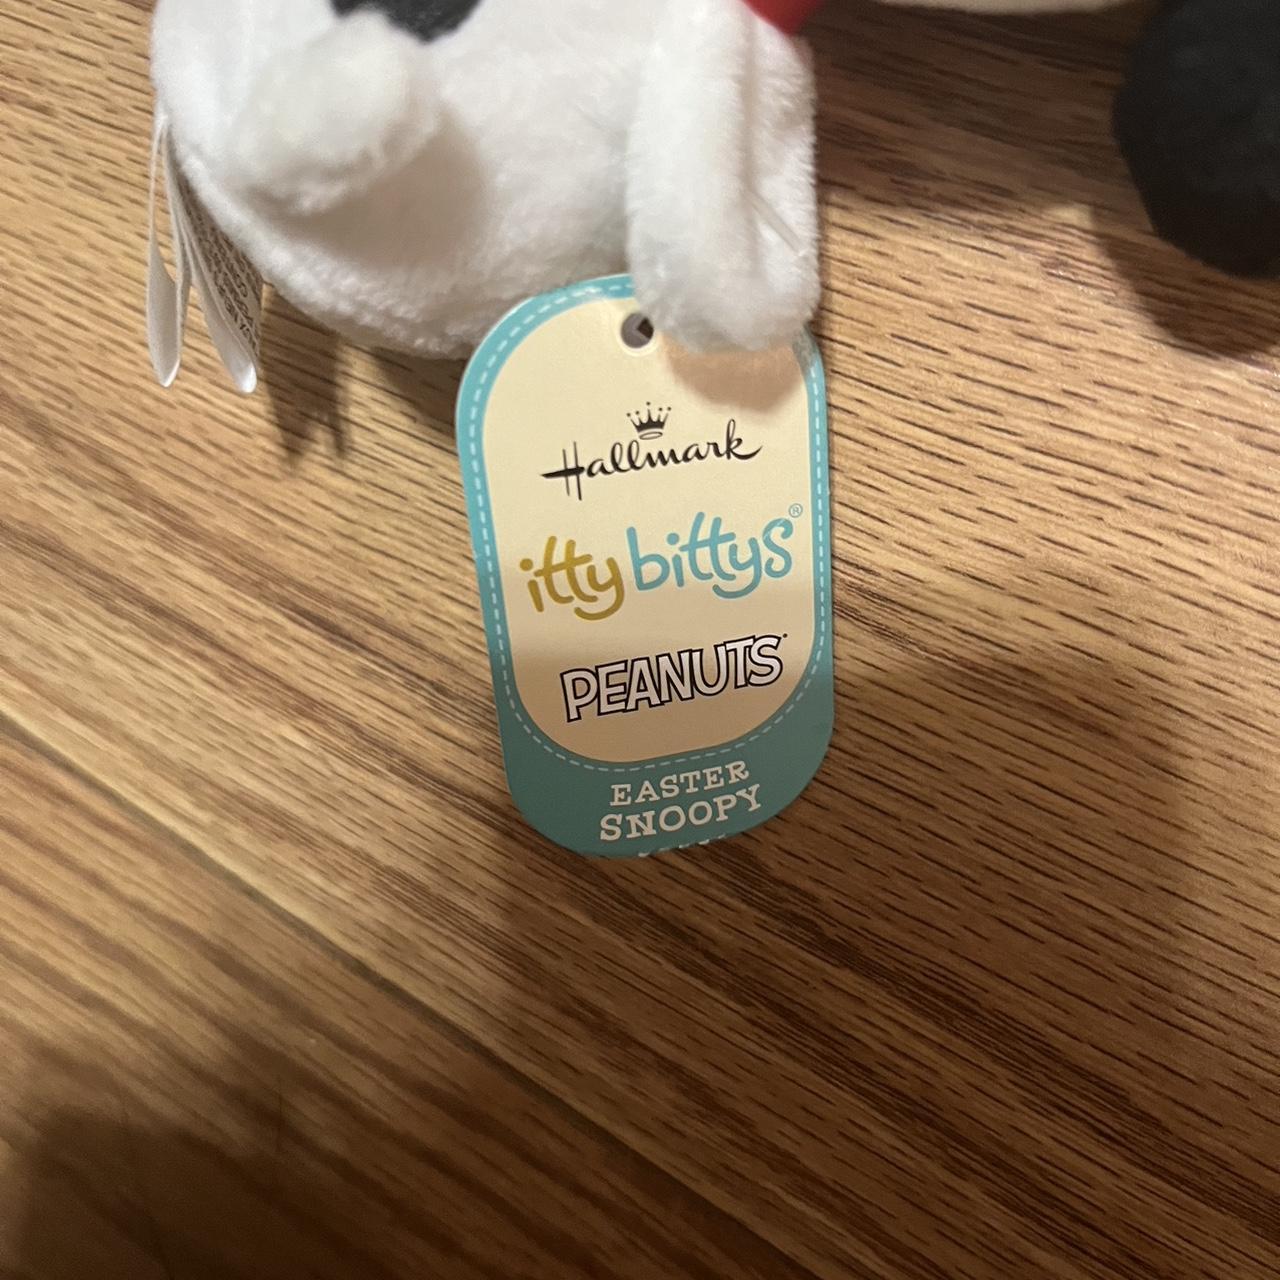 Hallmark
itty bittys®
PEANUTS
EASTER
SNOOPY